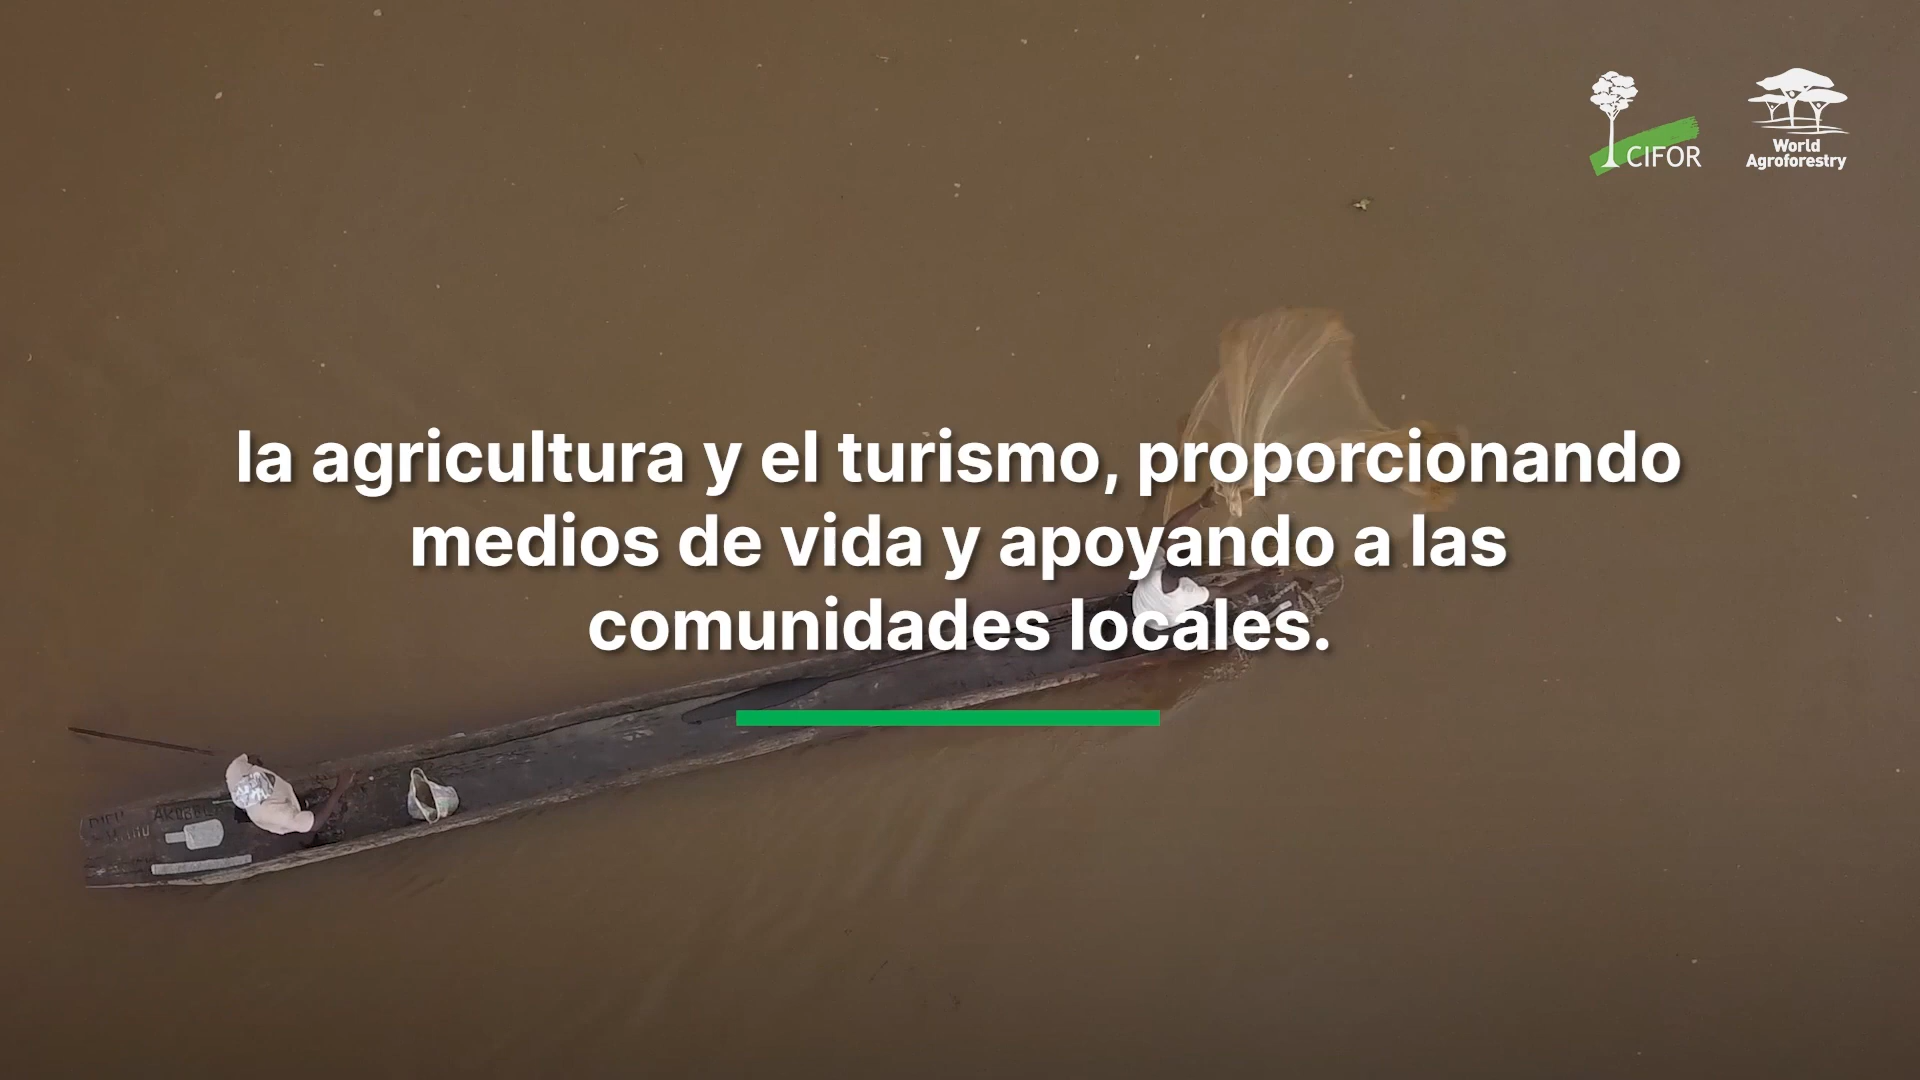 CIFOR
World
Agroforestry
la agricultura y el turismo, proporcionando
medios de vida y apoyando a las
comunidades locales.